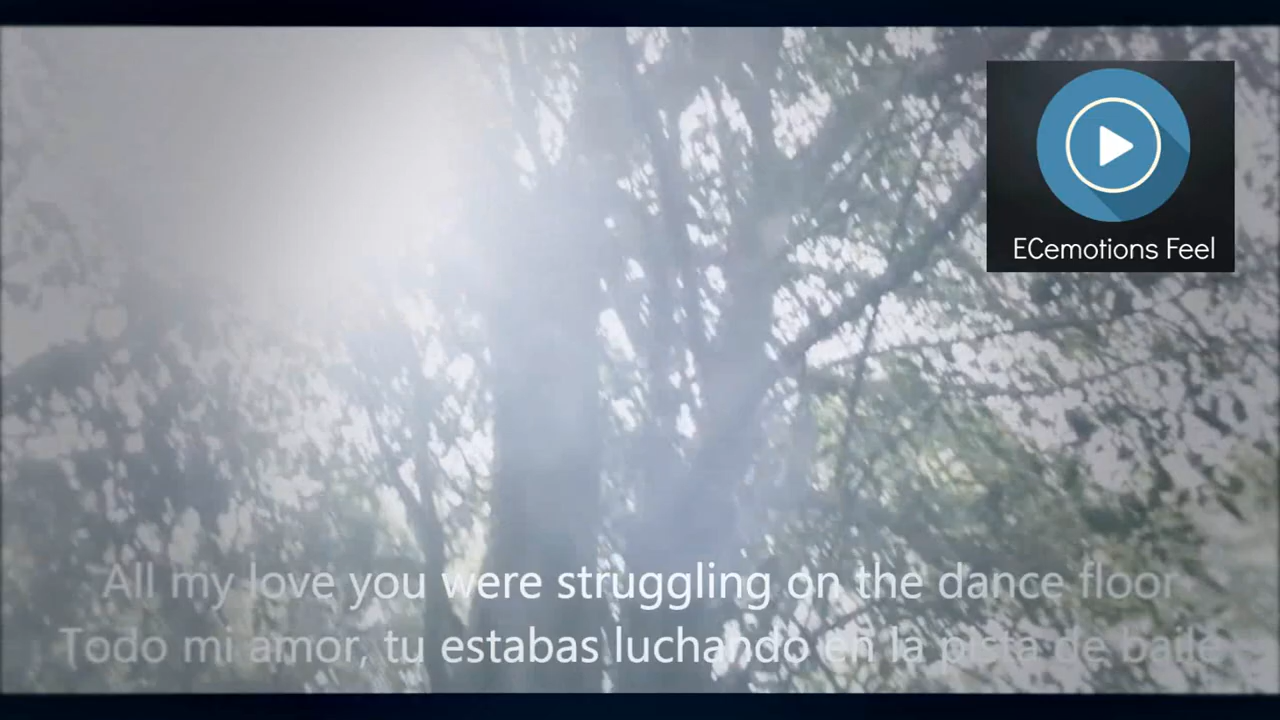 ECemotions Feel
All my love you were struggling on the dance floor
Todo mi amor, tu estabas luchando en la pista de baile